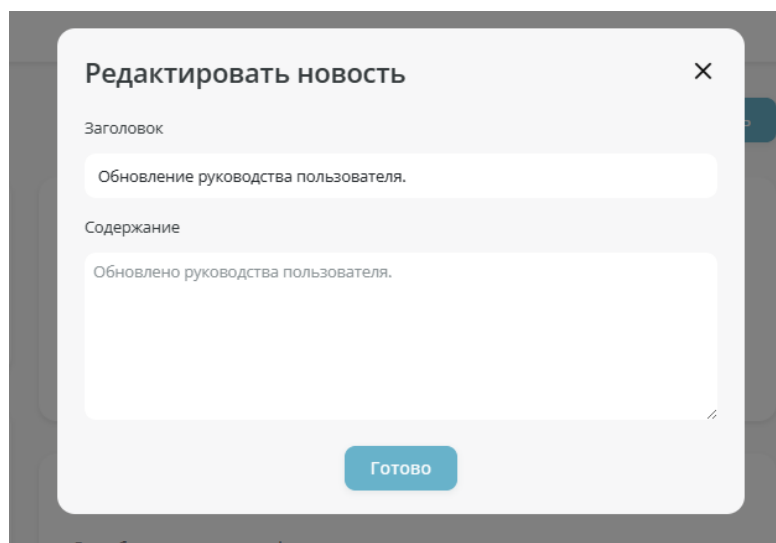 Редактировать новость
Заголовок
Обновление руководства пользователя.
Содержание
Обновлено руководства пользователя.
Готово